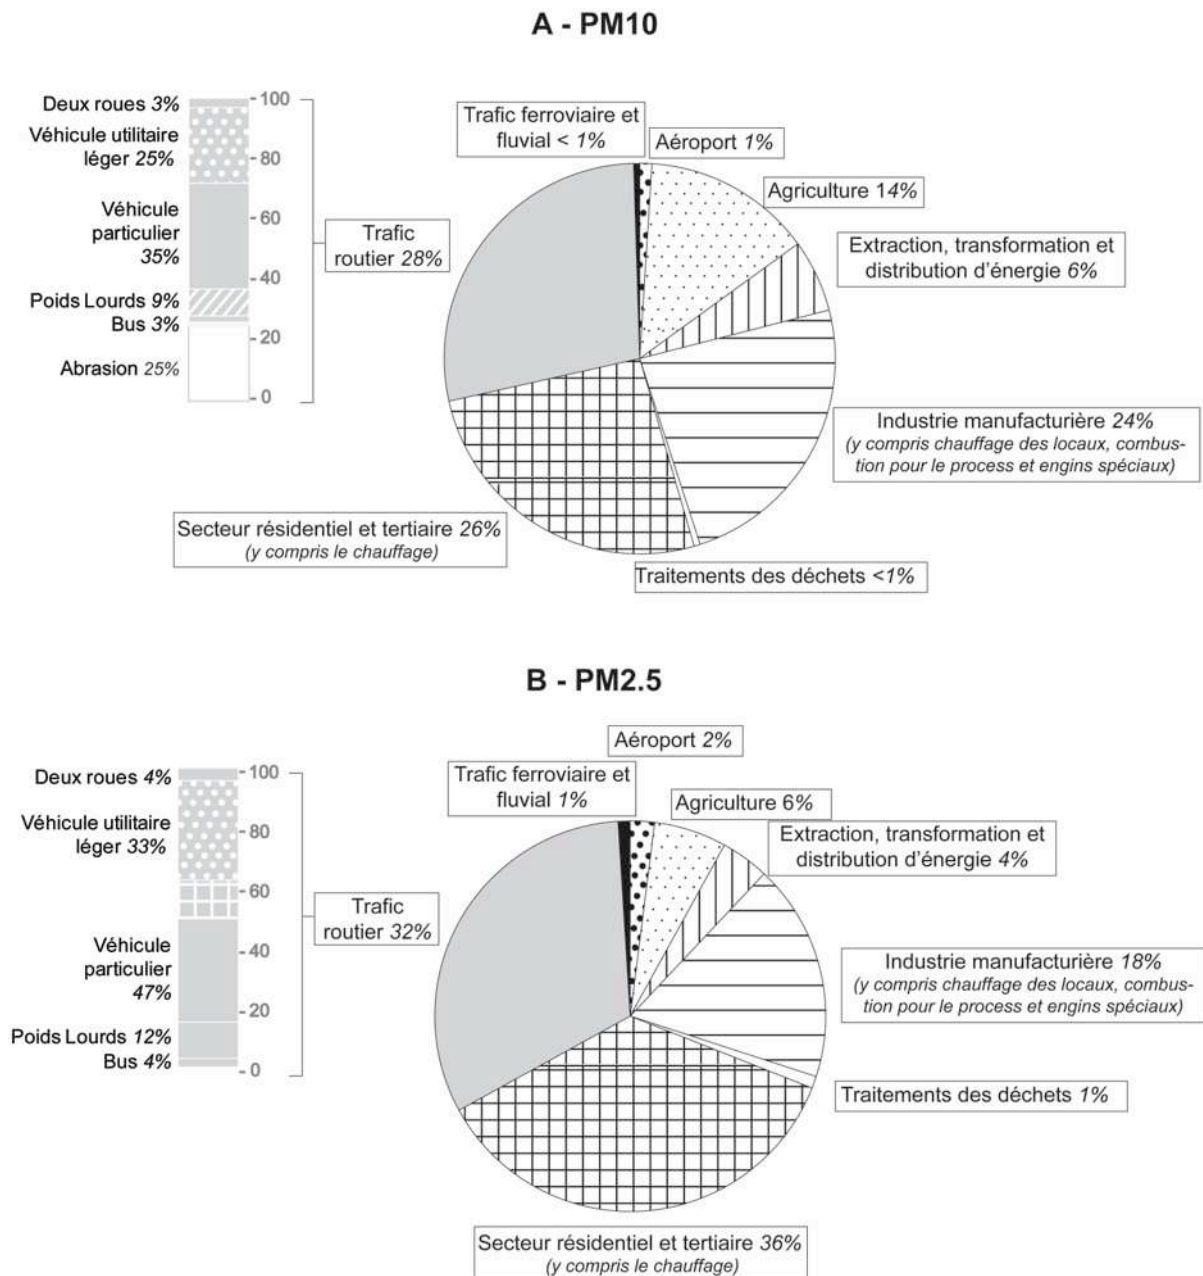 A - PM10
Deux roues 3%
Véhicule utilitaire
léger 25%
Véhicule
particulier
35%
Poids Lourds 9%
Bus 3%
Abrasion 25%
100
80
60
40
20
0
Trafic
routier 28%
Trafic ferroviaire et
fluvial < 1%
Aéroport 1%
Agriculture 14%
Extraction, transformation et
distribution d'énergie 6%
Industrie manufacturière 24%
(y compris chauffage des locaux, combus-
tion pour le process et engins spéciaux)
Secteur résidentiel et tertiaire 26%
(y compris le chauffage)
Traitements des déchets <1%
B - PM2.5
Deux roues 4%
Véhicule utilitaire
léger 33%
Véhicule
particulier
47%
Poids Lourds 12%
Bus 4%
100
80
60
40
20
0
Trafic
routier 32%
Aéroport 2%
Trafic ferroviaire et
fluvial 1%
Agriculture 6%
Extraction, transformation et
distribution d'énergie 4%
Industrie manufacturière 18%
(y compris chauffage des locaux, combus-
tion pour le process et engins spéciaux)
Traitements des déchets 1%
Secteur résidentiel et tertiaire 36%
(y compris le chauffage)